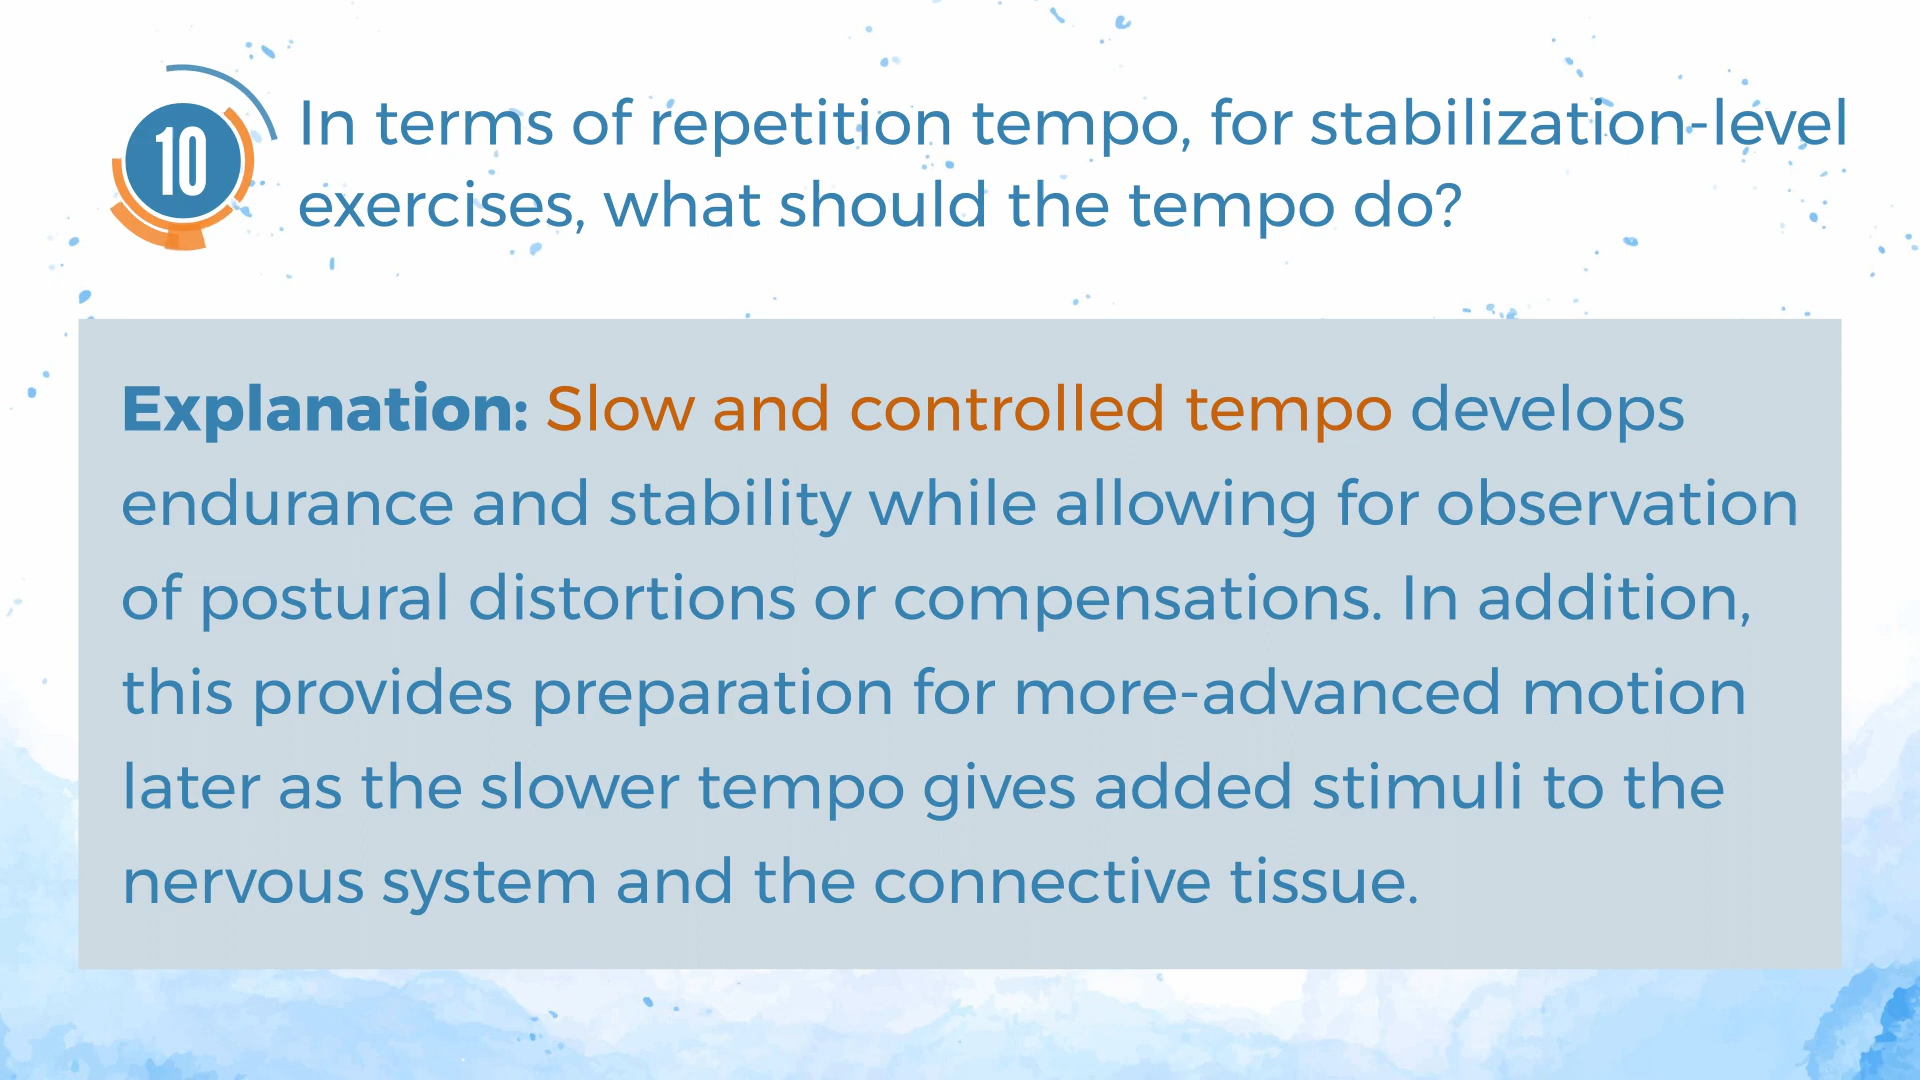 10
In terms of repetition tempo, for stabilization-level
exercises, what should the tempo do?
Explanation: Slow and controlled tempo develops
endurance and stability while allowing for observation
of postural distortions or compensations. In addition,
this provides preparation for more-advanced motion
later as the slower tempo gives added stimuli to the
nervous system and the connective tissue.